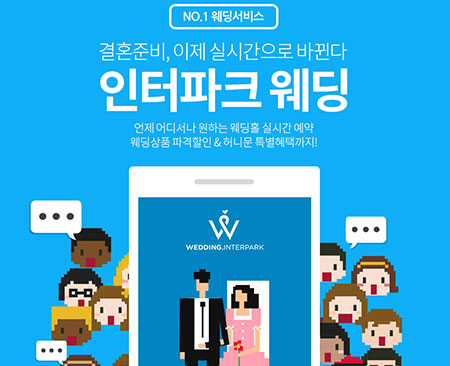 NO.1 웨딩서비스
결혼준비, 이제 실시간으로 바뀐다
인터파크 웨딩
언제 어디서나 원하는 웨딩홀 실시간 예약
웨딩상품 파격할인 & 허니문 특별혜택까지!
WEDDING.INTERPARK